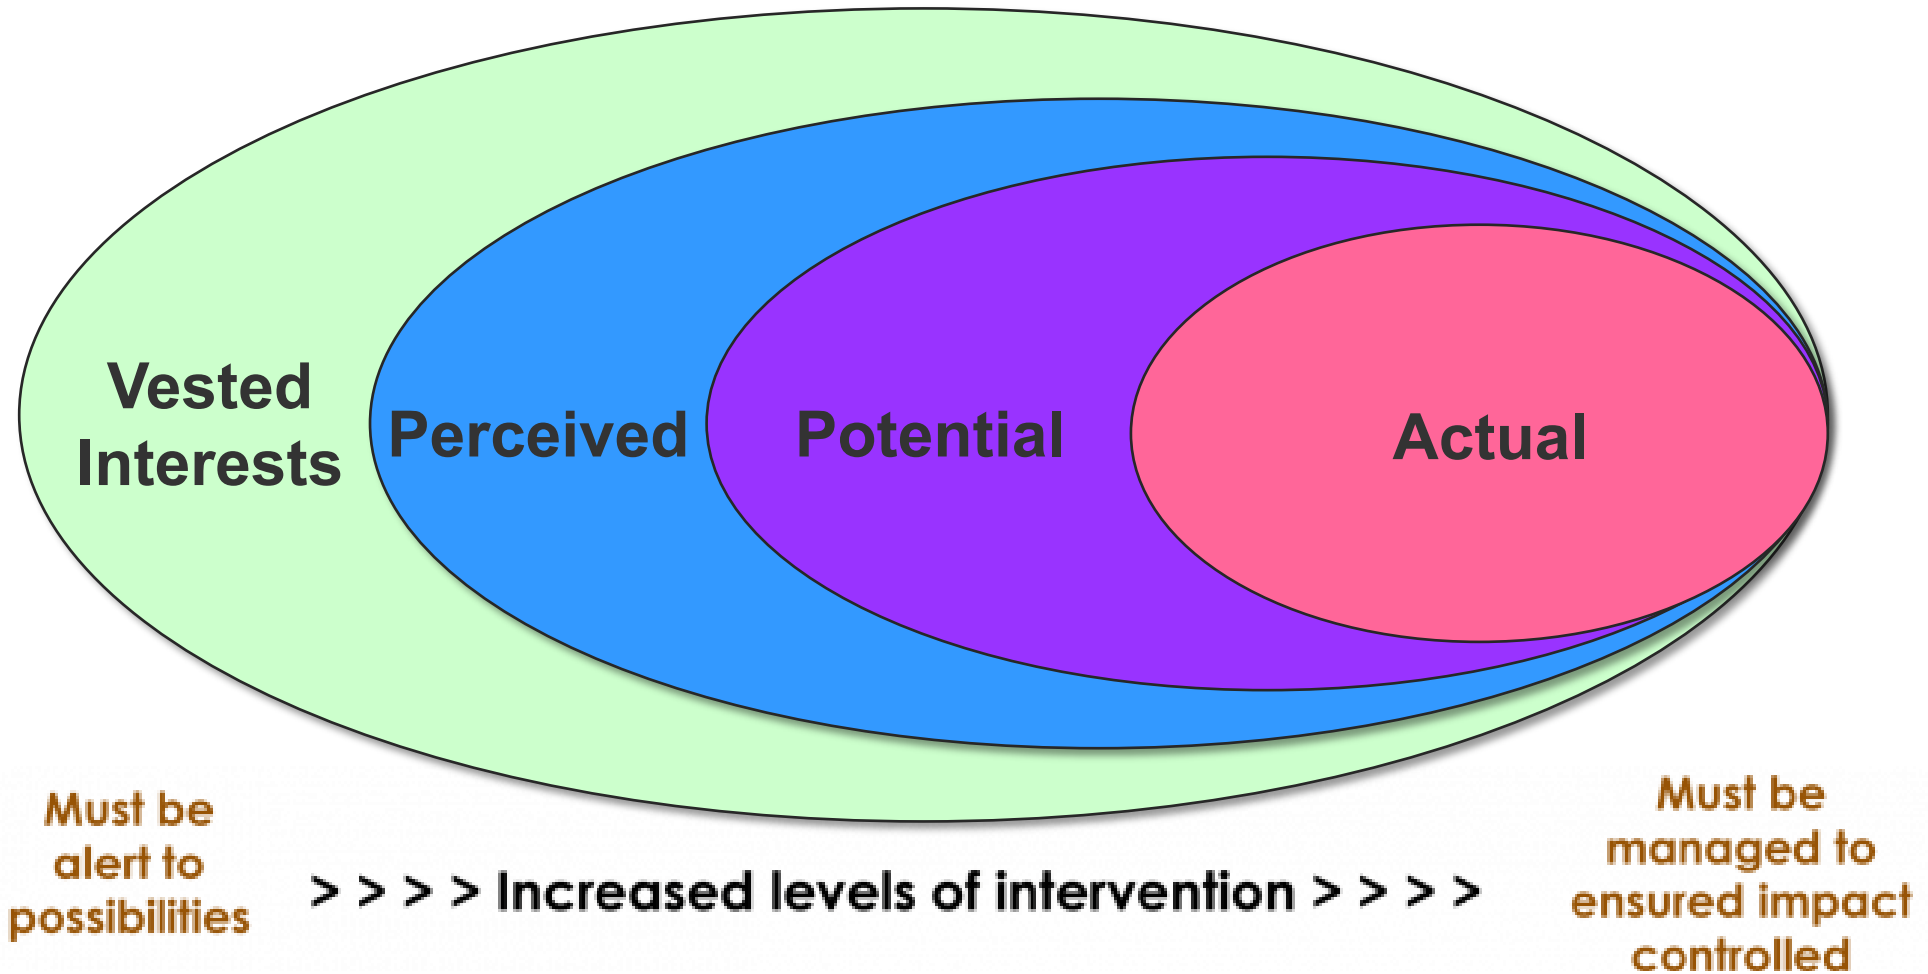 Vested
Interests
Perceived
Potential
Actual
Must be
alert to
possibilities
> > > > Increased levels of intervention > > > >
Must be
managed to
ensured impact
controlled